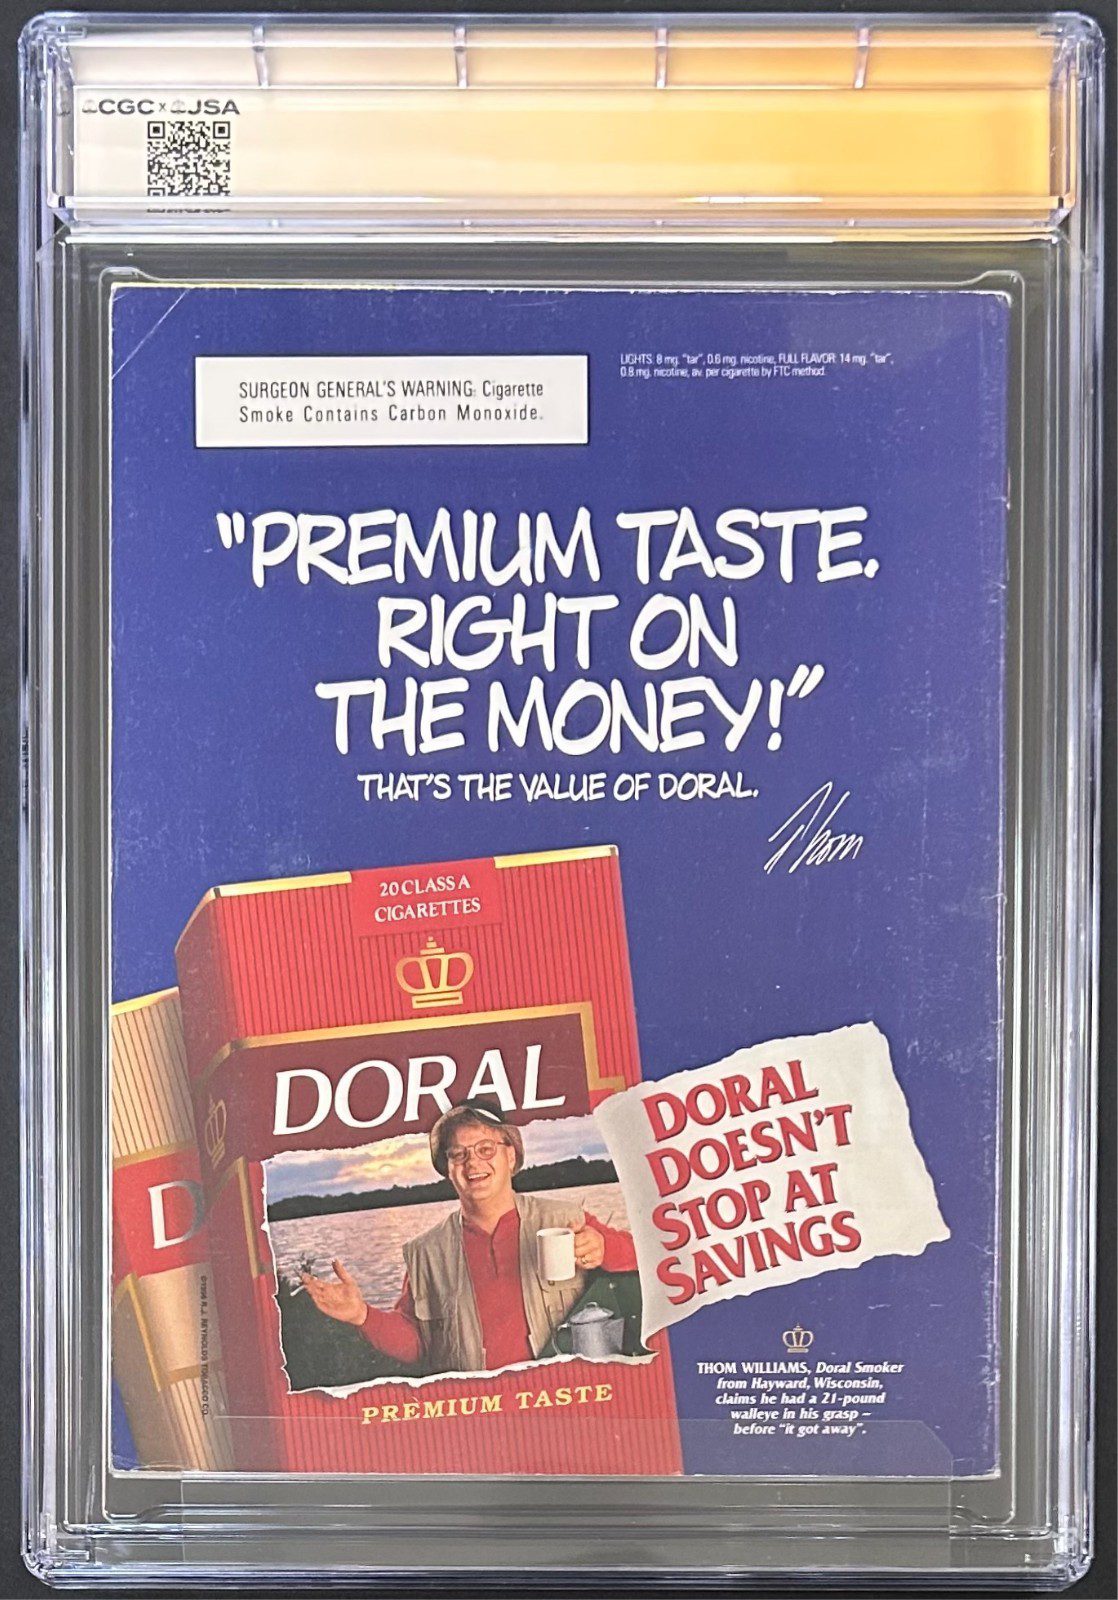 CGC x JSA
LIGHTS: 8 mg. "tar", 0.6 mg. nicotine, FULL FLAVOR: 14 mg. "tar",
0.8 mg. nicotine, av. per cigarette by FTC method.
SURGEON GENERAL'S WARNING: Cigarette
Smoke Contains Carbon Monoxide.
"PREMIUM TASTE.
RIGHT ON
THE MONEY!"
THAT'S THE VALUE OF DORAL.
Thom
20 CLASS A
CIGARETTES
DORAL
D
DORAL
DOESN'T
STOP AT
SAVINGS
PREMIUM TASTE
THOM WILLIAMS, Doral Smoker
from Hayward, Wisconsin,
claims he had a 21-pound
walleye in his grasp –
before "it got away".
R.J. REYNOLDS TOBACCO CO.